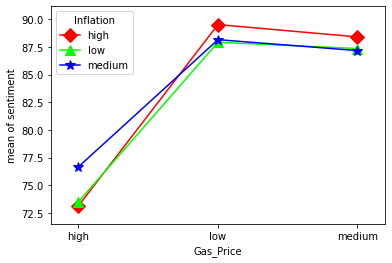 Inflation
high
low
medium
90.0
87.5
85.0
82.5
80.0
77.5
75.0
72.5
mean of sentiment
high
low
medium
Gas_Price